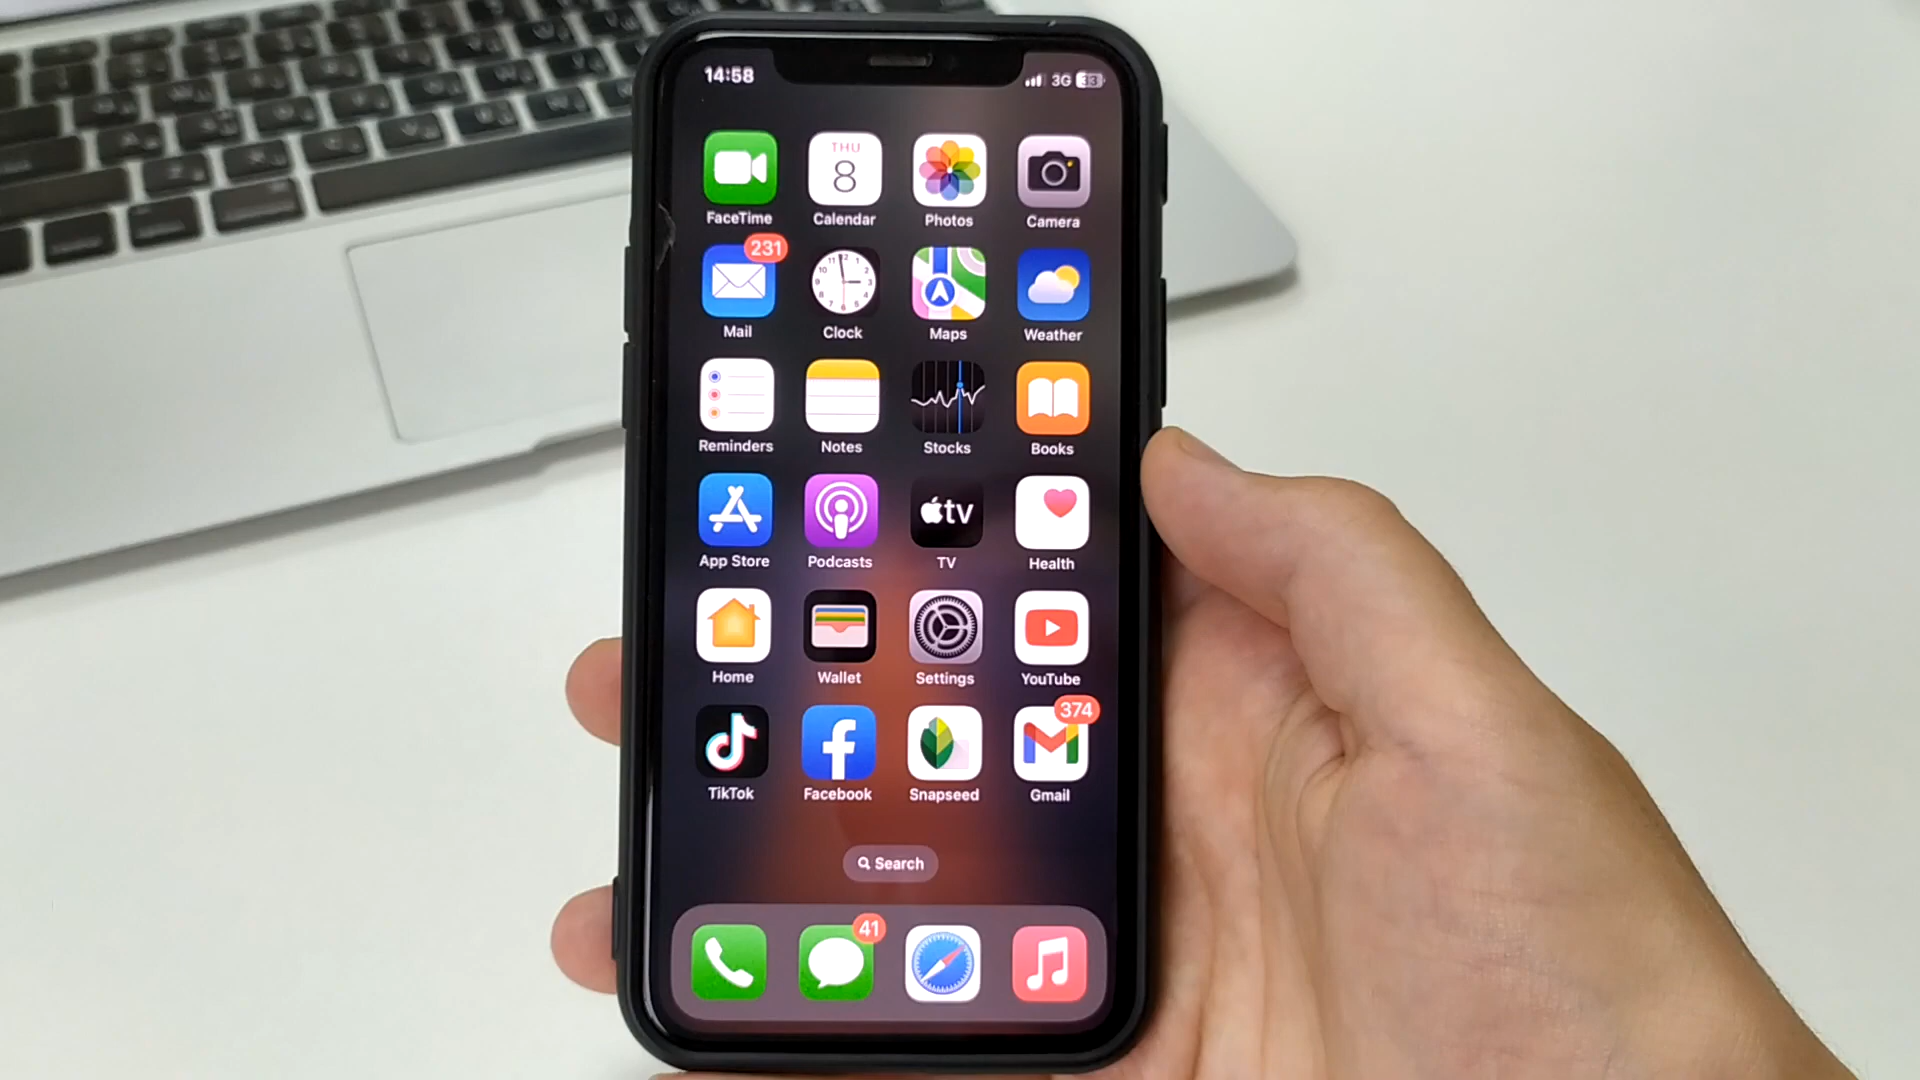 14:58 3G 33
THU
8
FaceTime Calendar Photos Camera
231
Mail Clock Maps Weather
Reminders Notes Stocks Books
tv
App Store Podcasts TV Health
Home Wallet Settings YouTube
374
TikTok Facebook Snapseed Gmail
Search
41